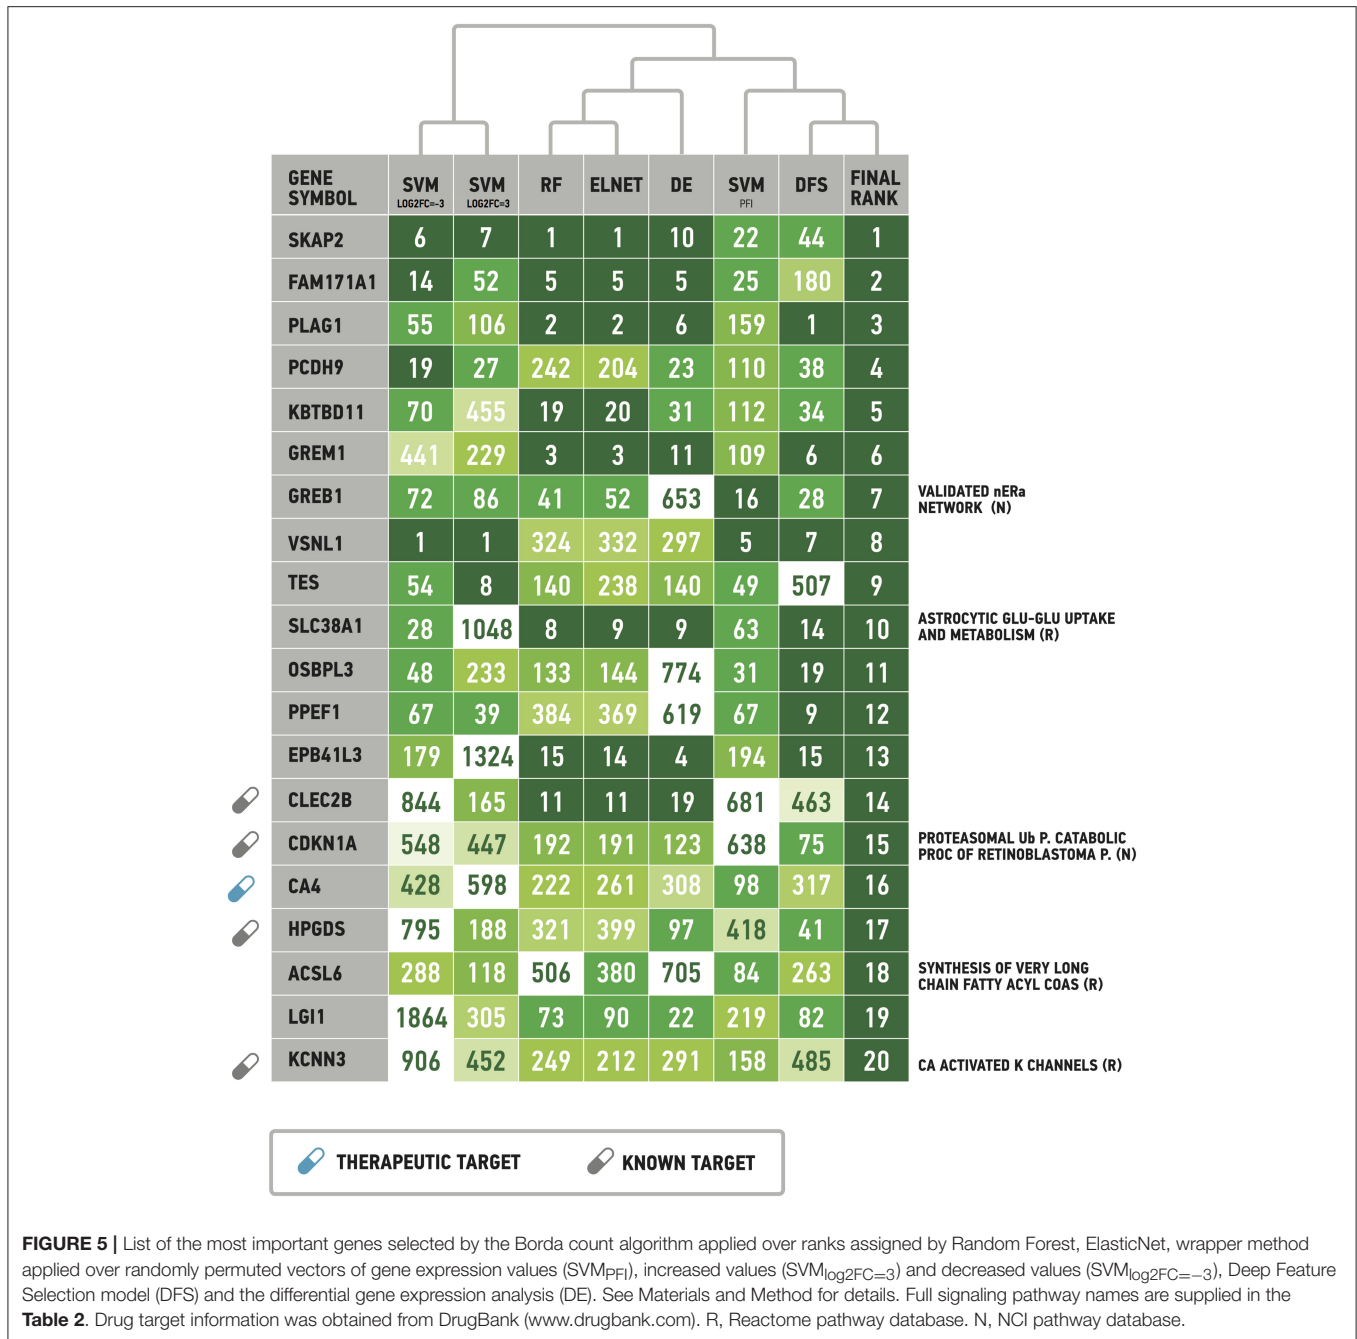 GENE SYMBOL SVM LOG2FC=-3 SVM LOG2FC=3 RF ELNET DE SVM PFI DFS FINAL RANK
SKAP2 6 7 1 1 10 22 44 1
FAM171A1 14 52 5 5 5 25 180 2
PLAG1 55 106 2 2 6 159 1 3
PCDH9 19 27 242 204 23 110 38 4
KBTBD11 70 455 19 20 31 112 34 5
GREM1 441 229 3 3 11 109 6 6
GREB1 72 86 41 52 653 16 28 7 VALIDATED nERa NETWORK (N)
VSNL1 1 1 324 332 297 5 7 8
TES 54 8 140 238 140 49 507 9
SLC38A1 28 1048 8 9 9 63 14 10 ASTROCYTIC GLU-GLU UPTAKE AND METABOLISM (R)
OSBPL3 48 233 133 144 774 31 19 11
PPEF1 67 39 384 369 619 67 9 12
EPB41L3 179 1324 15 14 4 194 15 13
CLEC2B 844 165 11 11 19 681 463 14
CDKN1A 548 447 192 191 123 638 75 15 PROTEASOMAL Ub P. CATABOLIC PROC OF RETINOBLASTOMA P. (N)
CA4 428 598 222 261 308 98 317 16
HPGDS 795 188 321 399 97 418 41 17
ACSL6 288 118 506 380 705 84 263 18 SYNTHESIS OF VERY LONG CHAIN FATTY ACYL COAS (R)
LGI1 1864 305 73 90 22 219 82 19
KCNN3 906 452 249 212 291 158 485 20 CA ACTIVATED K CHANNELS (R)
THERAPEUTIC TARGET KNOWN TARGET
FIGURE 5 | List of the most important genes selected by the Borda count algorithm applied over ranks assigned by Random Forest, ElasticNet, wrapper method
applied over randomly permuted vectors of gene expression values (SVMPFI), increased values (SVMlog2FC=3) and decreased values (SVMlog2FC=−3), Deep Feature
Selection model (DFS) and the differential gene expression analysis (DE). See Materials and Method for details. Full signaling pathway names are supplied in the
Table 2. Drug target information was obtained from DrugBank (www.drugbank.com). R, Reactome pathway database. N, NCI pathway database.